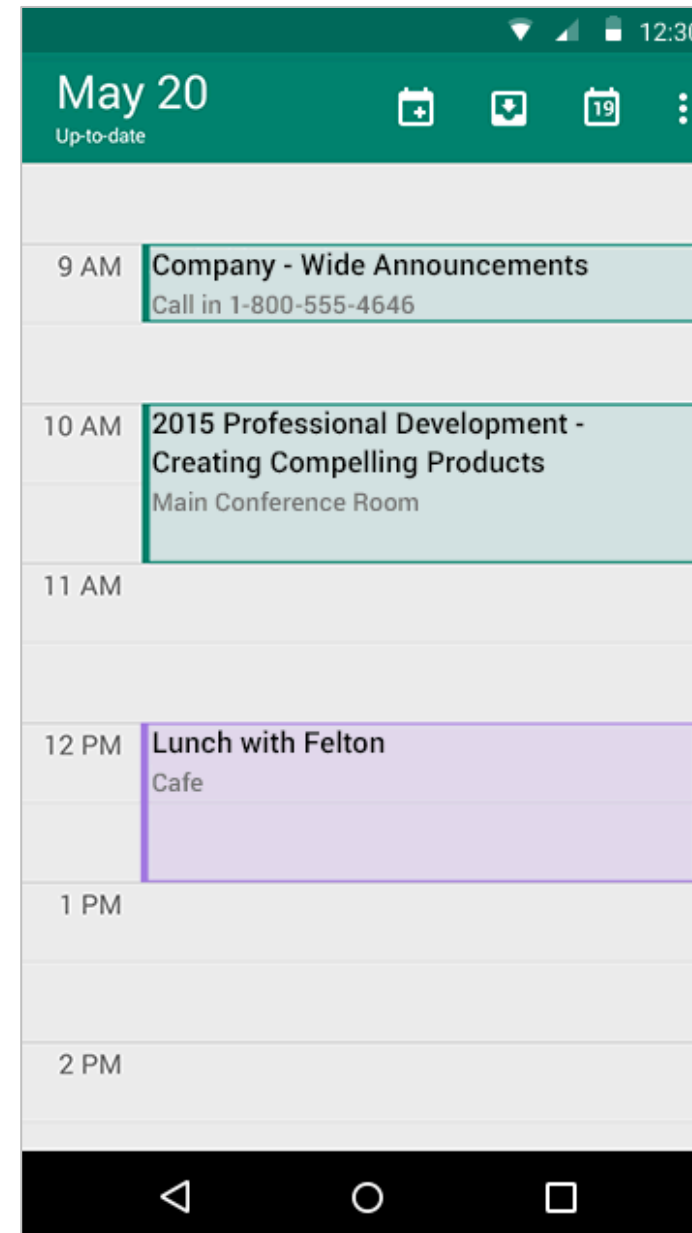 12:30
May 20
Up-to-date
19
9 AM
Company - Wide Announcements
Call in 1-800-555-4646
10 AM
2015 Professional Development -
Creating Compelling Products
Main Conference Room
11 AM
12 PM
Lunch with Felton
Cafe
1 PM
2 PM